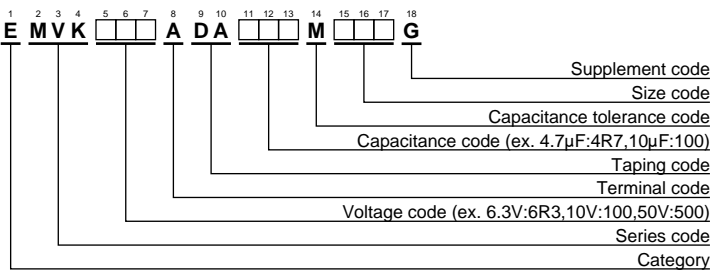 1 2 3 4 5 6 7 8 9 10 11 12 13 14 15 16 17 18
E MVK □□□ A DA □□□ M □□□ G
Supplement code
Size code
Capacitance tolerance code
Capacitance code (ex. 4.7μF:4R7,10μF:100)
Taping code
Terminal code
Voltage code (ex. 6.3V:6R3,10V:100,50V:500)
Series code
Category